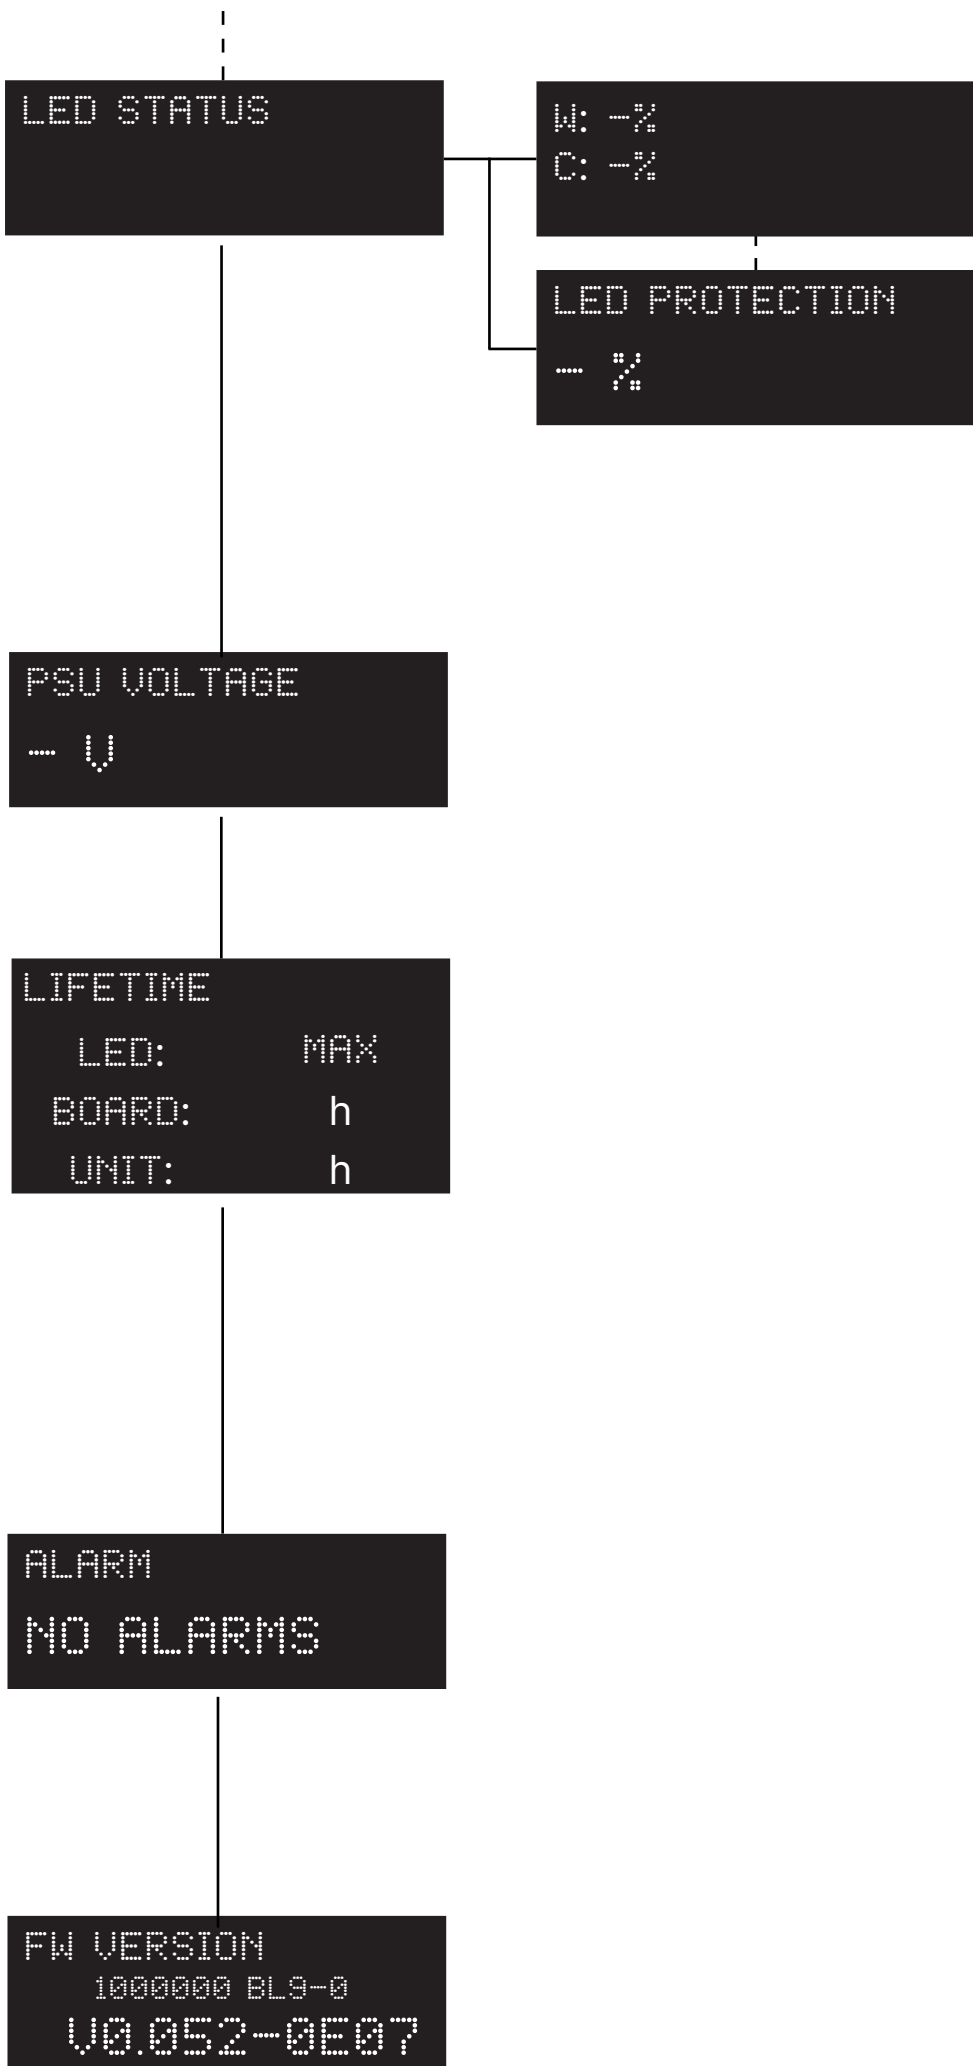 LED STATUS
W: -%
C: -%
LED PROTECTION
- %
PSU VOLTAGE
- V
LIFETIME
LED: MAX
BOARD: h
UNIT: h
ALARM
NO ALARMS
FW VERSION
1000000 BL9-0
V0.052-0E07